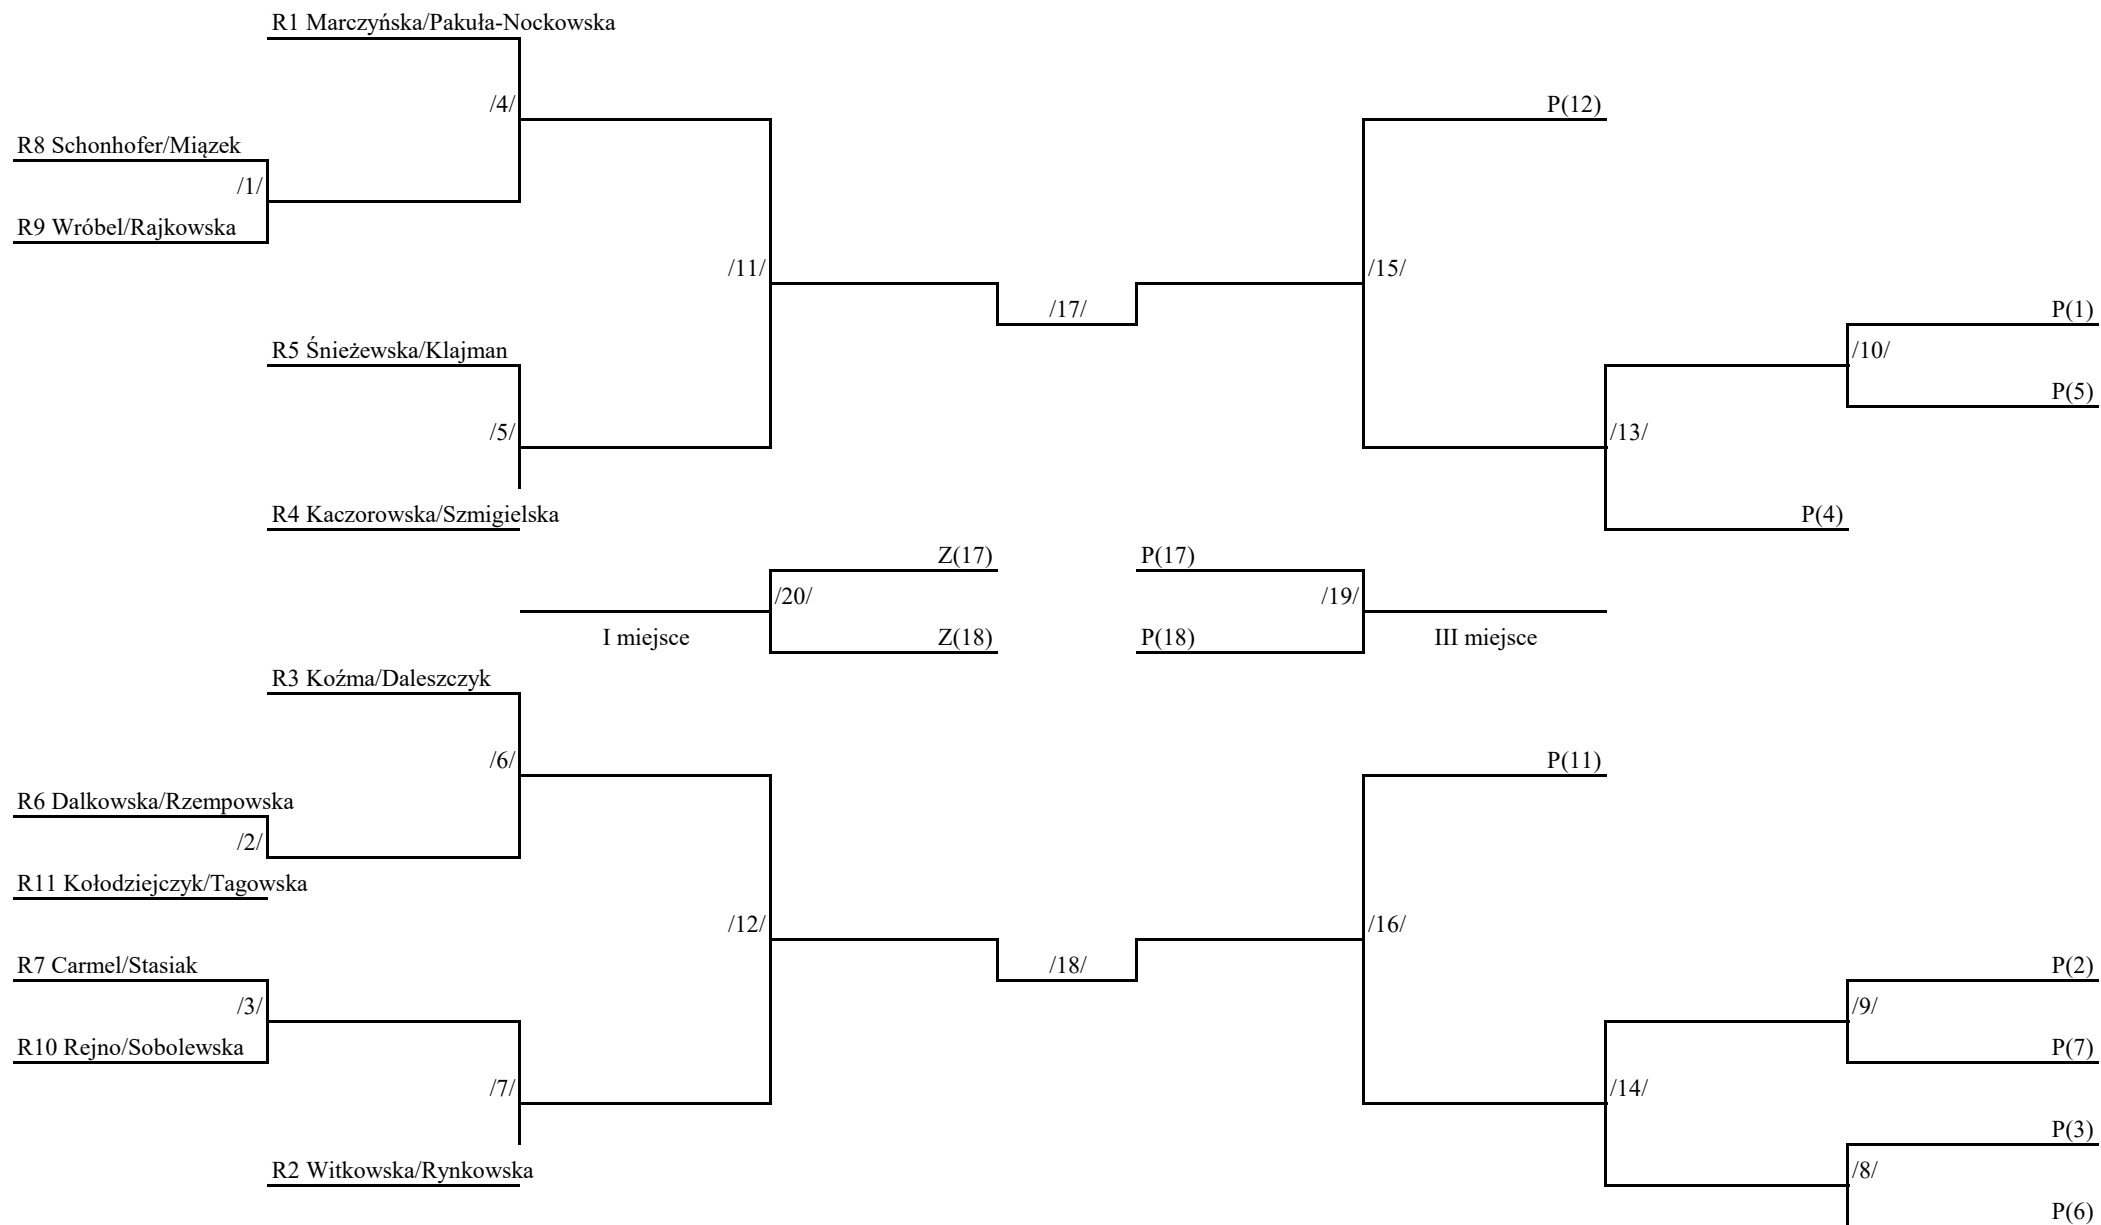 R1 Marczyńska/Pakuła-Nockowska
/4/ P(12)
R8 Schonhofer/Miązek
/1/
R9 Wróbel/Rajkowska
/11/ /15/
/17/ P(1)
R5 Śnieżewska/Klajman /10/
P(5)
/5/ /13/
R4 Kaczorowska/Szmigielska P(4)
Z(17) P(17)
/20/ /19/
I miejsce Z(18) P(18) III miejsce
R3 Koźma/Daleszczyk
/6/ P(11)
R6 Dalkowska/Rzempowska
/2/
R11 Kołodziejczyk/Tagowska
/12/ /16/
R7 Carmel/Stasiak /18/ P(2)
/3/ /9/
R10 Rejno/Sobolewska P(7)
/7/ /14/
P(3)
R2 Witkowska/Rynkowska /8/
P(6)